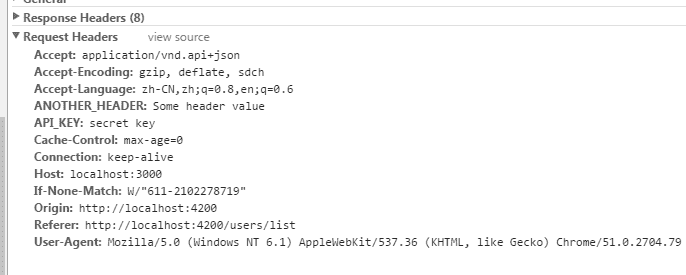 General
Response Headers (8)
Request Headers view source
Accept: application/vnd.api+json
Accept-Encoding: gzip, deflate, sdch
Accept-Language: zh-CN,zh;q=0.8,en;q=0.6
ANOTHER_HEADER: Some header value
API_KEY: secret key
Cache-Control: max-age=0
Connection: keep-alive
Host: localhost:3000
If-None-Match: W/"611-2102278719"
Origin: http://localhost:4200
Referer: http://localhost:4200/users/list
User-Agent: Mozilla/5.0 (Windows NT 6.1) AppleWebKit/537.36 (KHTML, like Gecko) Chrome/51.0.2704.79